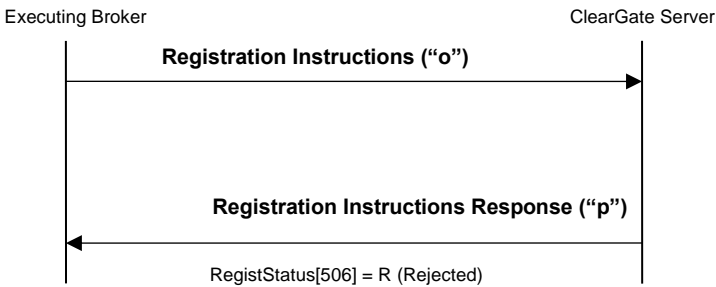 Executing Broker
ClearGate Server
Registration Instructions (“o”)
Registration Instructions Response (“p”)
RegistStatus[506] = R (Rejected)